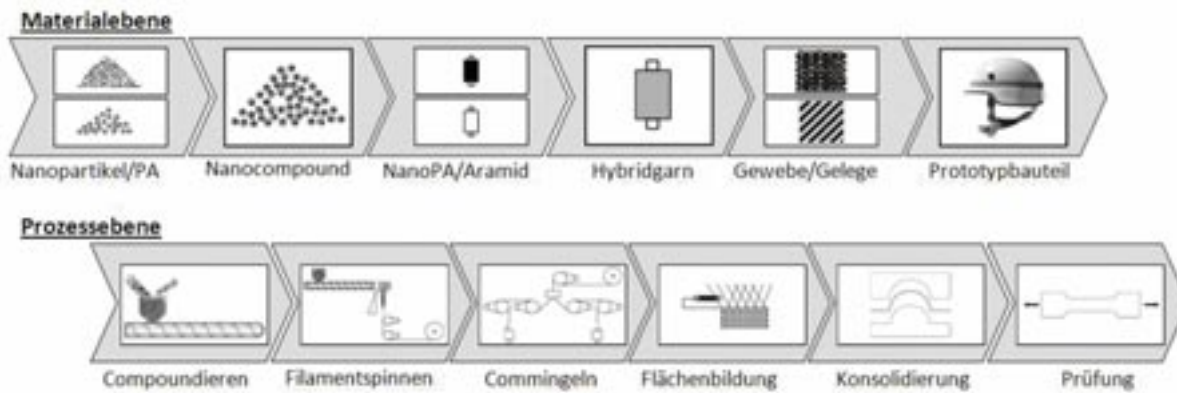 Materialebene
Nanopartikel/PA Nanocompound NanoPA/Aramid Hybridgarn Gewebe/Gelege Prototypbauteil
Prozessebene
Compoundieren Filamentspinnen Commingeln Flächenbildung Konsolidierung Prüfung